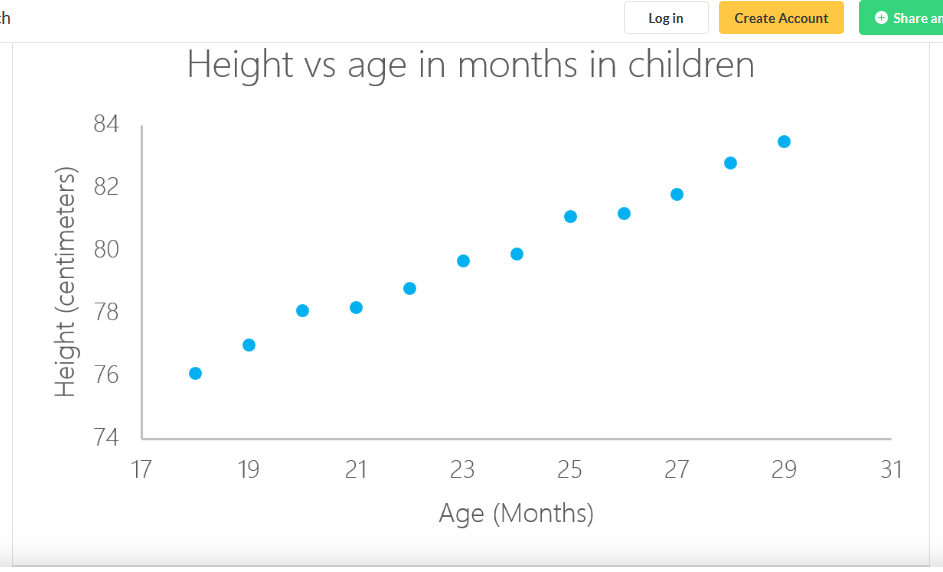 ch
Log in
Create Account
Share an
Height vs age in months in children
Height (centimeters)
84
82
80
78
76
74
17 19 21 23 25 27 29 31
Age (Months)